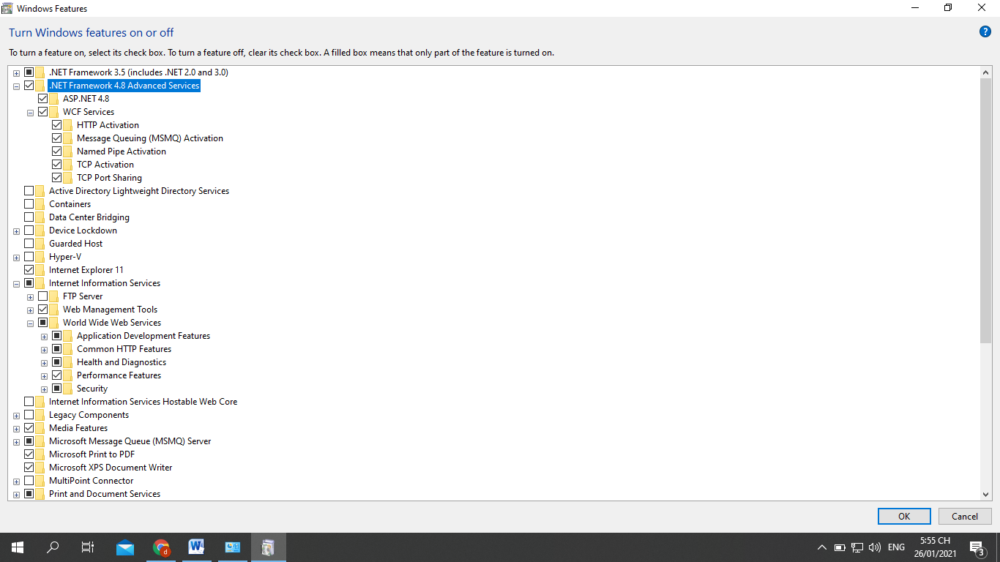 Windows Features
Turn Windows features on or off
?
To turn a feature on, select its check box. To turn a feature off, clear its check box. A filled box means that only part of the feature is turned on.
.NET Framework 3.5 (includes .NET 2.0 and 3.0)
.NET Framework 4.8 Advanced Services
ASP.NET 4.8
WCF Services
HTTP Activation
Message Queuing (MSMQ) Activation
Named Pipe Activation
TCP Activation
TCP Port Sharing
Active Directory Lightweight Directory Services
Containers
Data Center Bridging
Device Lockdown
Guarded Host
Hyper-V
Internet Explorer 11
Internet Information Services
FTP Server
Web Management Tools
World Wide Web Services
Application Development Features
Common HTTP Features
Health and Diagnostics
Performance Features
Security
Internet Information Services Hostable Web Core
Legacy Components
Media Features
Microsoft Message Queue (MSMQ) Server
Microsoft Print to PDF
Microsoft XPS Document Writer
MultiPoint Connector
Print and Document Services
OK Cancel
d
W
ENG
5:55 CH
26/01/2021
3